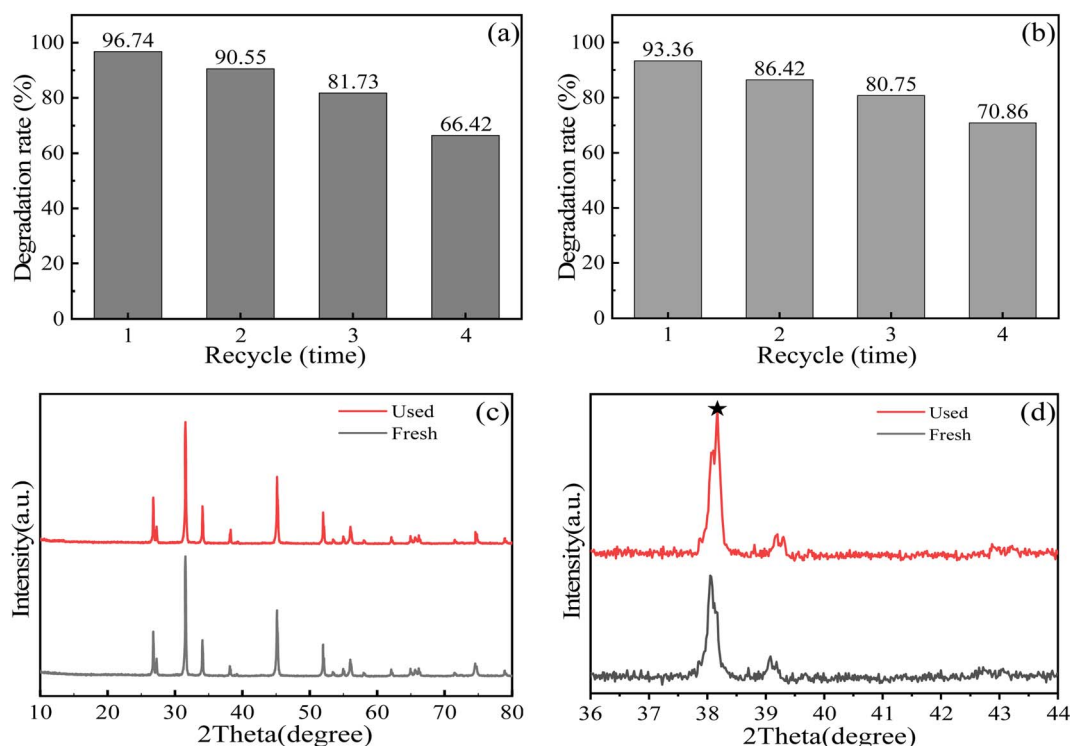 (a)
Degradation rate (%)
100
80
60
40
20
0
96.74
90.55
81.73
66.42
1 2 3 4
Recycle (time)
(b)
Degradation rate (%)
100
80
60
40
20
0
93.36
86.42
80.75
70.86
1 2 3 4
Recycle (time)
(c)
Used
Fresh
Intensity(a.u.)
10 20 30 40 50 60 70 80
2Theta(degree)
(d)
Used
Fresh
Intensity(a.u.)
36 37 38 39 40 41 42 43 44
2Theta(degree)